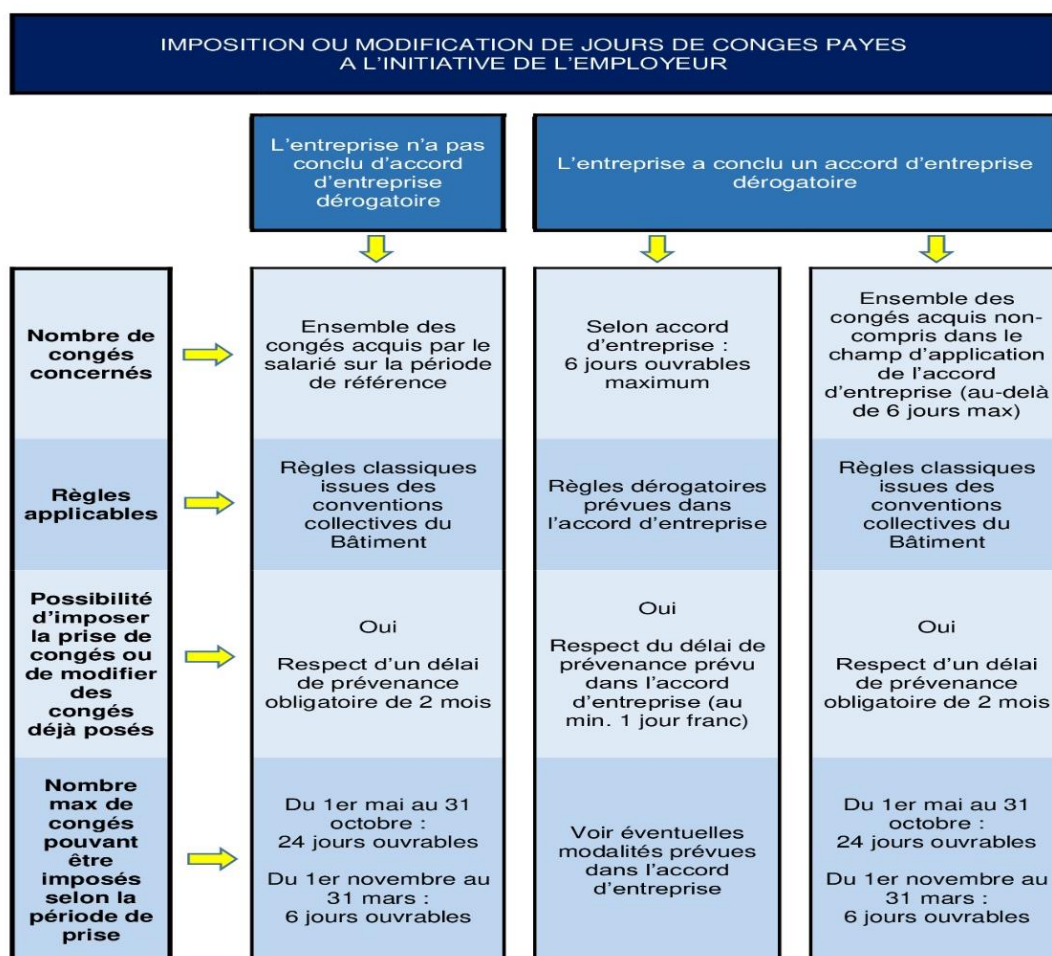 IMPOSITION OU MODIFICATION DE JOURS DE CONGES PAYES
A L'INITIATIVE DE L'EMPLOYEUR
L'entreprise n'a pas
conclu d'accord
d'entreprise
dérogatoire
L'entreprise a conclu un accord d'entreprise
dérogatoire
Nombre de
congés
concernés
Ensemble des
congés acquis par le
salarié sur la période
de référence
Selon accord
d'entreprise :
6 jours ouvrables
maximum
Ensemble des
congés acquis non-
compris dans le
champ d'application
de l'accord
d'entreprise (au-delà
de 6 jours max)
Règles
applicables
Règles classiques
issues des
conventions
collectives du
Bâtiment
Règles dérogatoires
prévues dans
l'accord d'entreprise
Règles classiques
issues des
conventions
collectives du
Bâtiment
Possibilité
d'imposer
la prise de
congés ou
de modifier
des
congés
déjà posés
Oui
Respect d'un délai
de prévenance
obligatoire de 2 mois
Oui
Respect du délai de
prévenance prévu
dans l'accord
d'entreprise (au
min. 1 jour franc)
Oui
Respect d'un délai
de prévenance
obligatoire de 2 mois
Nombre
max de
congés
pouvant
être
imposés
selon la
période de
prise
Du 1er mai au 31
octobre :
24 jours ouvrables
Du 1er novembre au
31 mars :
6 jours ouvrables
Voir éventuelles
modalités prévues
dans l'accord
d'entreprise
Du 1er mai au 31
octobre :
24 jours ouvrables
Du 1er novembre au
31 mars :
6 jours ouvrables